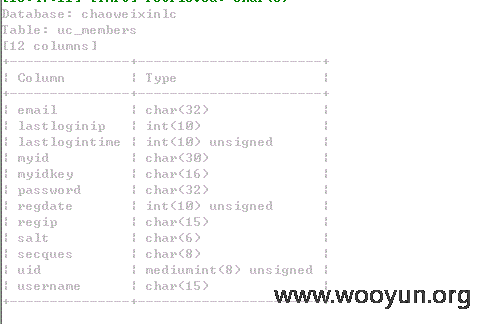 Database: chaoweixinlc
Table: uc_members
[12 columns]
Column | Type
email | char(32)
lastloginip | int(10)
lastlogintime | int(10) unsigned
myid | char(30)
myidkey | char(16)
password | char(32)
regdate | int(10) unsigned
regip | char(15)
salt | char(6)
secques | char(8)
uid | mediumint(8) unsigned
username | char(15)
www.wooyun.org